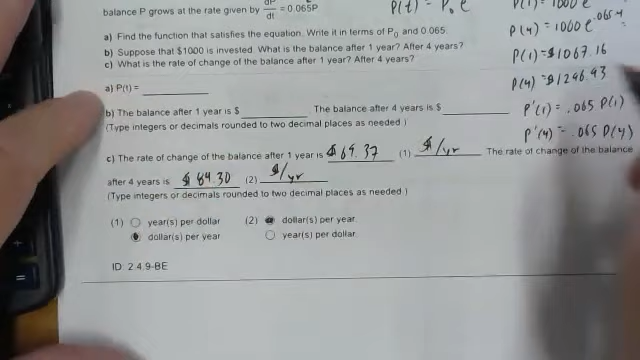 balance P grows at the rate given by dP/dt = 0.065P
P(t) = P₀ e
P(1) = 1000 e
a) Find the function that satisfies the equation. Write it in terms of P₀ and 0.065.
P(4) = 1000 e^.065·4
b) Suppose that $1000 is invested. What is the balance after 1 year? After 4 years?
c) What is the rate of change of the balance after 1 year? After 4 years?
P(1) = $1067.16
P(4) = $1296.93
a) P(t) =
P'(1) = .065 P(1)
b) The balance after 1 year is $ The balance after 4 years is $
(Type integers or decimals rounded to two decimal places as needed.)
P'(4) = .065 P(4)
c) The rate of change of the balance after 1 year is $ 69.37 (1) $/yr The rate of change of the balance
after 4 years is $ 84.30 (2) $/yr
(Type integers or decimals rounded to two decimal places as needed.)
(1) year(s) per dollar (2) dollar(s) per year.
dollar(s) per year year(s) per dollar.
ID: 2.4.9-BE